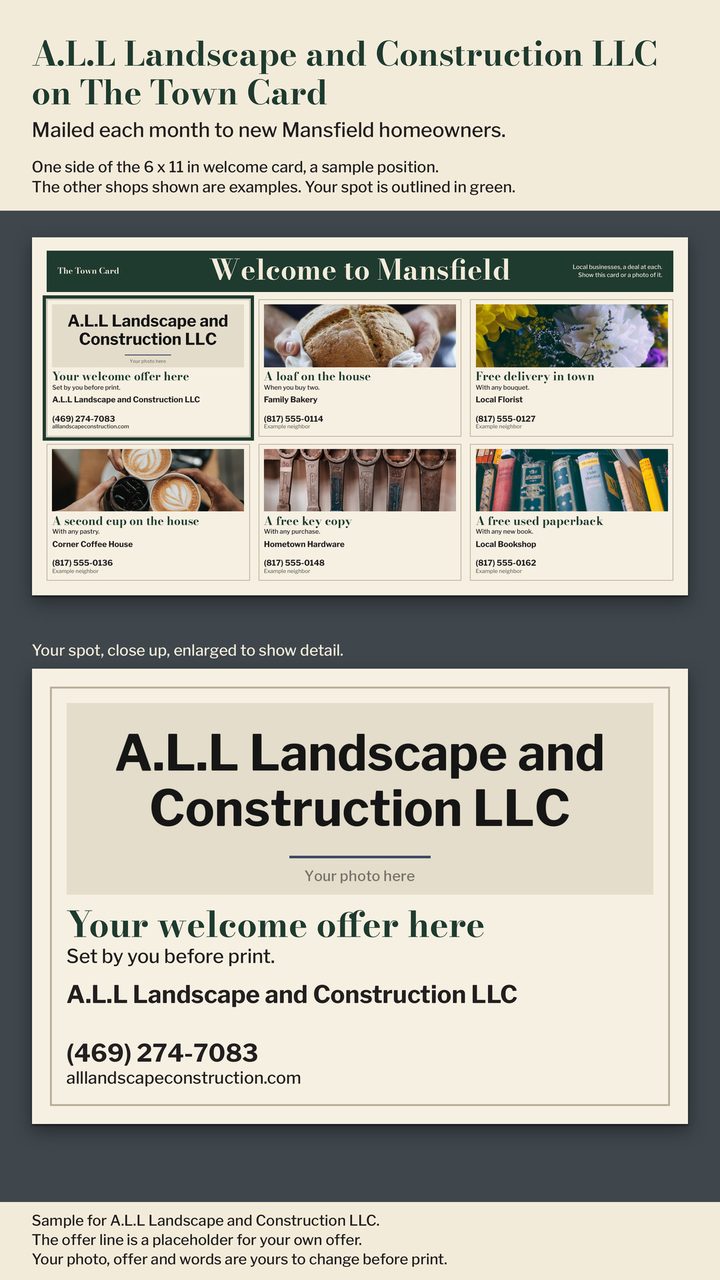 A.L.L Landscape and Construction LLC
on The Town Card
Mailed each month to new Mansfield homeowners.
One side of the 6 x 11 in welcome card, a sample position.
The other shops shown are examples. Your spot is outlined in green.
The Town Card
Welcome to Mansfield
Local businesses, a deal at each.
Show this card or a photo of it.
A.L.L Landscape and
Construction LLC
Your photo here
Your welcome offer here
Set by you before print.
A.L.L Landscape and Construction LLC
(469) 274-7083
alllandscapeconstruction.com
A loaf on the house
When you buy two.
Family Bakery
(817) 555-0114
Example neighbor
Free delivery in town
With any bouquet.
Local Florist
(817) 555-0127
Example neighbor
A second cup on the house
With any pastry.
Corner Coffee House
(817) 555-0136
Example neighbor
A free key copy
With any purchase.
Hometown Hardware
(817) 555-0148
Example neighbor
A free used paperback
With any new book.
Local Bookshop
(817) 555-0162
Example neighbor
Your spot, close up, enlarged to show detail.
A.L.L Landscape and
Construction LLC
Your photo here
Your welcome offer here
Set by you before print.
A.L.L Landscape and Construction LLC
(469) 274-7083
alllandscapeconstruction.com
Sample for A.L.L Landscape and Construction LLC.
The offer line is a placeholder for your own offer.
Your photo, offer and words are yours to change before print.